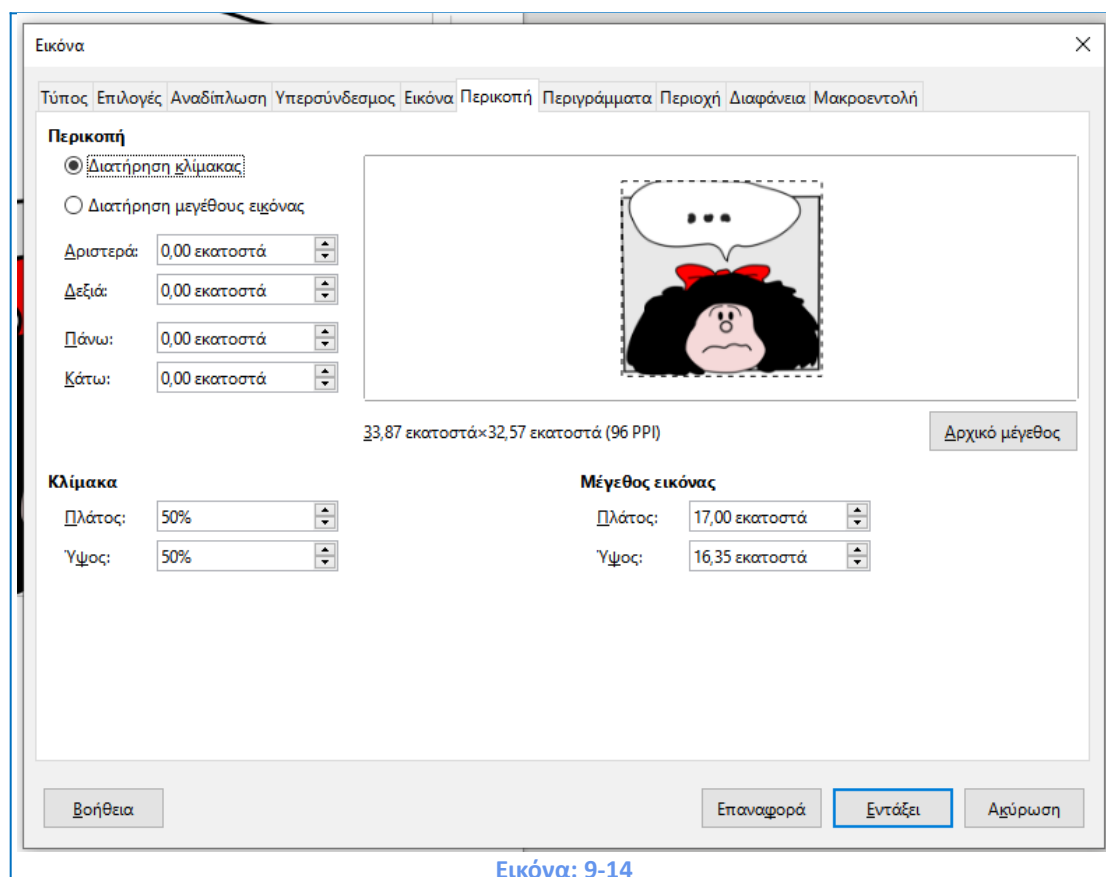 Εικόνα
Τύπος Επιλογές Αναδίπλωση Υπερσύνδεσμος Εικόνα Περικοπή Περιγράμματα Περιοχή Διαφάνεια Μακροεντολή
Περικοπή
Διατήρηση κλίμακας
Διατήρηση μεγέθους εικόνας
Αριστερά: 0,00 εκατοστά
Δεξιά: 0,00 εκατοστά
Πάνω: 0,00 εκατοστά
Κάτω: 0,00 εκατοστά
...
33,87 εκατοστά×32,57 εκατοστά (96 PPI)
Αρχικό μέγεθος
Κλίμακα
Πλάτος: 50%
Ύψος: 50%
Μέγεθος εικόνας
Πλάτος: 17,00 εκατοστά
Ύψος: 16,35 εκατοστά
Βοήθεια Επαναφορά Εντάξει Ακύρωση
Εικόνα: 9-14